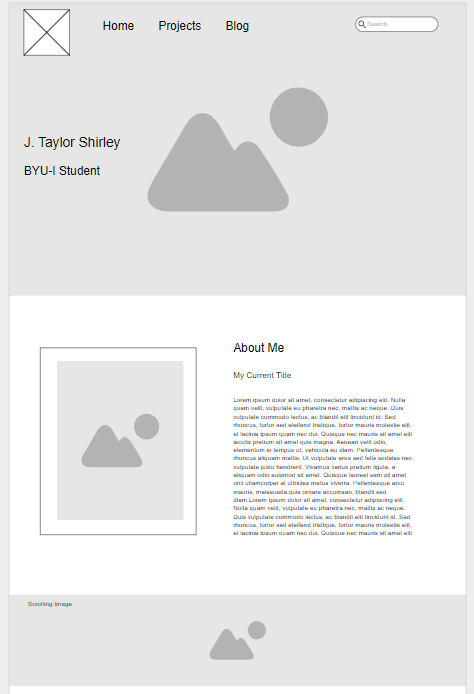 Home Projects Blog Search
J. Taylor Shirley
BYU-I Student
About Me
My Current Title
Lorem ipsum dolor sit amet, consectetur adipiscing elit. Nulla
quam velit, vulputate eu pharetra nec, mattis ac neque. Duis
vulputate commodo lectus, ac blandit elit tincidunt id. Sed
rhoncus, tortor sed eleifend tristique, tortor mauris molestie elit,
et lacinia ipsum quam nec dui. Quisque nec mauris sit amet elit
iaculis pretium sit amet quis magna. Aenean velit odio,
elementum in tempus ut, vehicula eu diam. Pellentesque
rhoncus aliquam mattis. Ut vulputate eros sed felis sodales nec
vulputate justo hendrerit. Vivamus varius pretium ligula, a
aliquam odio euismod sit amet. Quisque laoreet sem sit amet
orci ullamcorper at ultricies metus viverra. Pellentesque arcu
mauris, malesuada quis ornare accumsan, blandit sed
diam.Lorem ipsum dolor sit amet, consectetur adipiscing elit.
Nulla quam velit, vulputate eu pharetra nec, mattis ac neque.
Duis vulputate commodo lectus, ac blandit elit tincidunt id. Sed
rhoncus, tortor sed eleifend tristique, tortor mauris molestie elit,
et lacinia ipsum quam nec dui. Quisque nec mauris sit amet elit
Scrolling Image